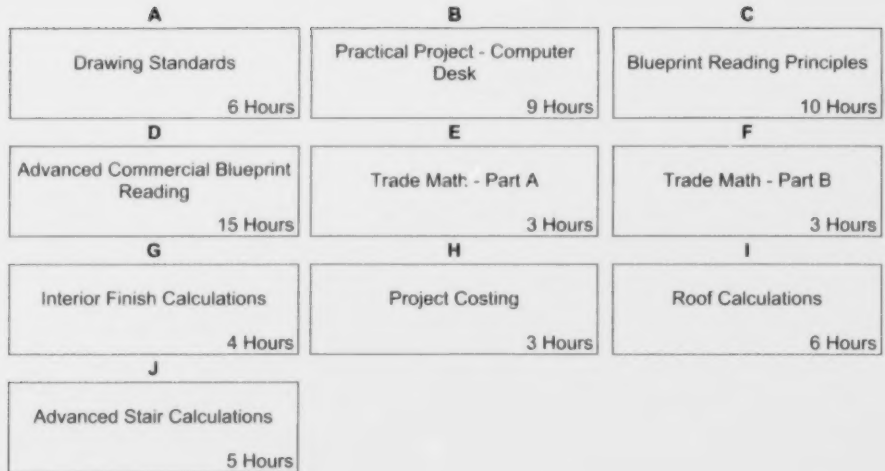 A
B
C
Drawing Standards
6 Hours
Practical Project - Computer
Desk
9 Hours
Blueprint Reading Principles
10 Hours
D
E
F
Advanced Commercial Blueprint
Reading
15 Hours
Trade Math - Part A
3 Hours
Trade Math - Part B
3 Hours
G
H
I
Interior Finish Calculations
4 Hours
Project Costing
3 Hours
Roof Calculations
6 Hours
J
Advanced Stair Calculations
5 Hours